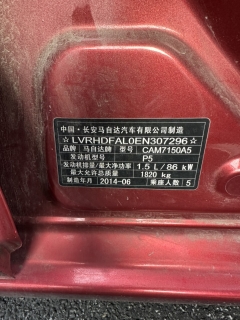 中国·长安马自达汽车有限公司制造
☆LVRHDFAL0EN307296☆
品牌 马自达牌 型号 CAM7150A5
发动机型号 P5
发动机排量/最大净功率 1.5 L/ 86 kW
最大允许总质量 1820 kg
制造年月 2014-06 乘座人数 5